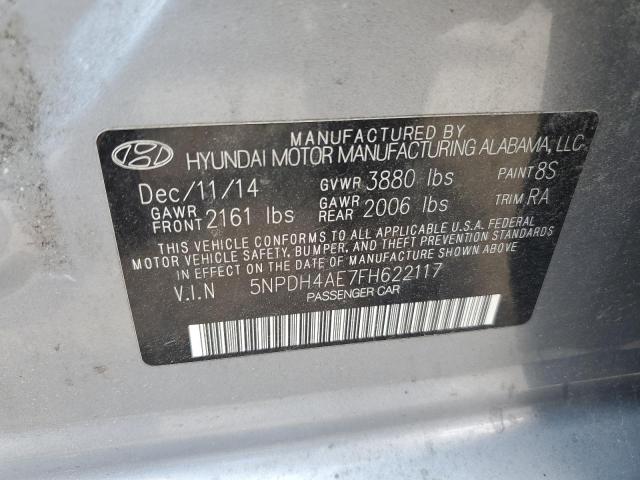 MANUFACTURED BY
HYUNDAI MOTOR MANUFACTURING ALABAMA, LLC
Dec/11/14 GVWR 3880 lbs PAINT 8S
GAWR FRONT 2161 lbs GAWR REAR 2006 lbs TRIM RA
THIS VEHICLE CONFORMS TO ALL APPLICABLE U.S.A. FEDERAL
MOTOR VEHICLE SAFETY, BUMPER, AND THEFT PREVENTION
STANDARDS IN EFFECT ON THE DATE OF MANUFACTURE SHOWN ABOVE.
V.I.N 5NPDH4AE7FH622117
PASSENGER CAR